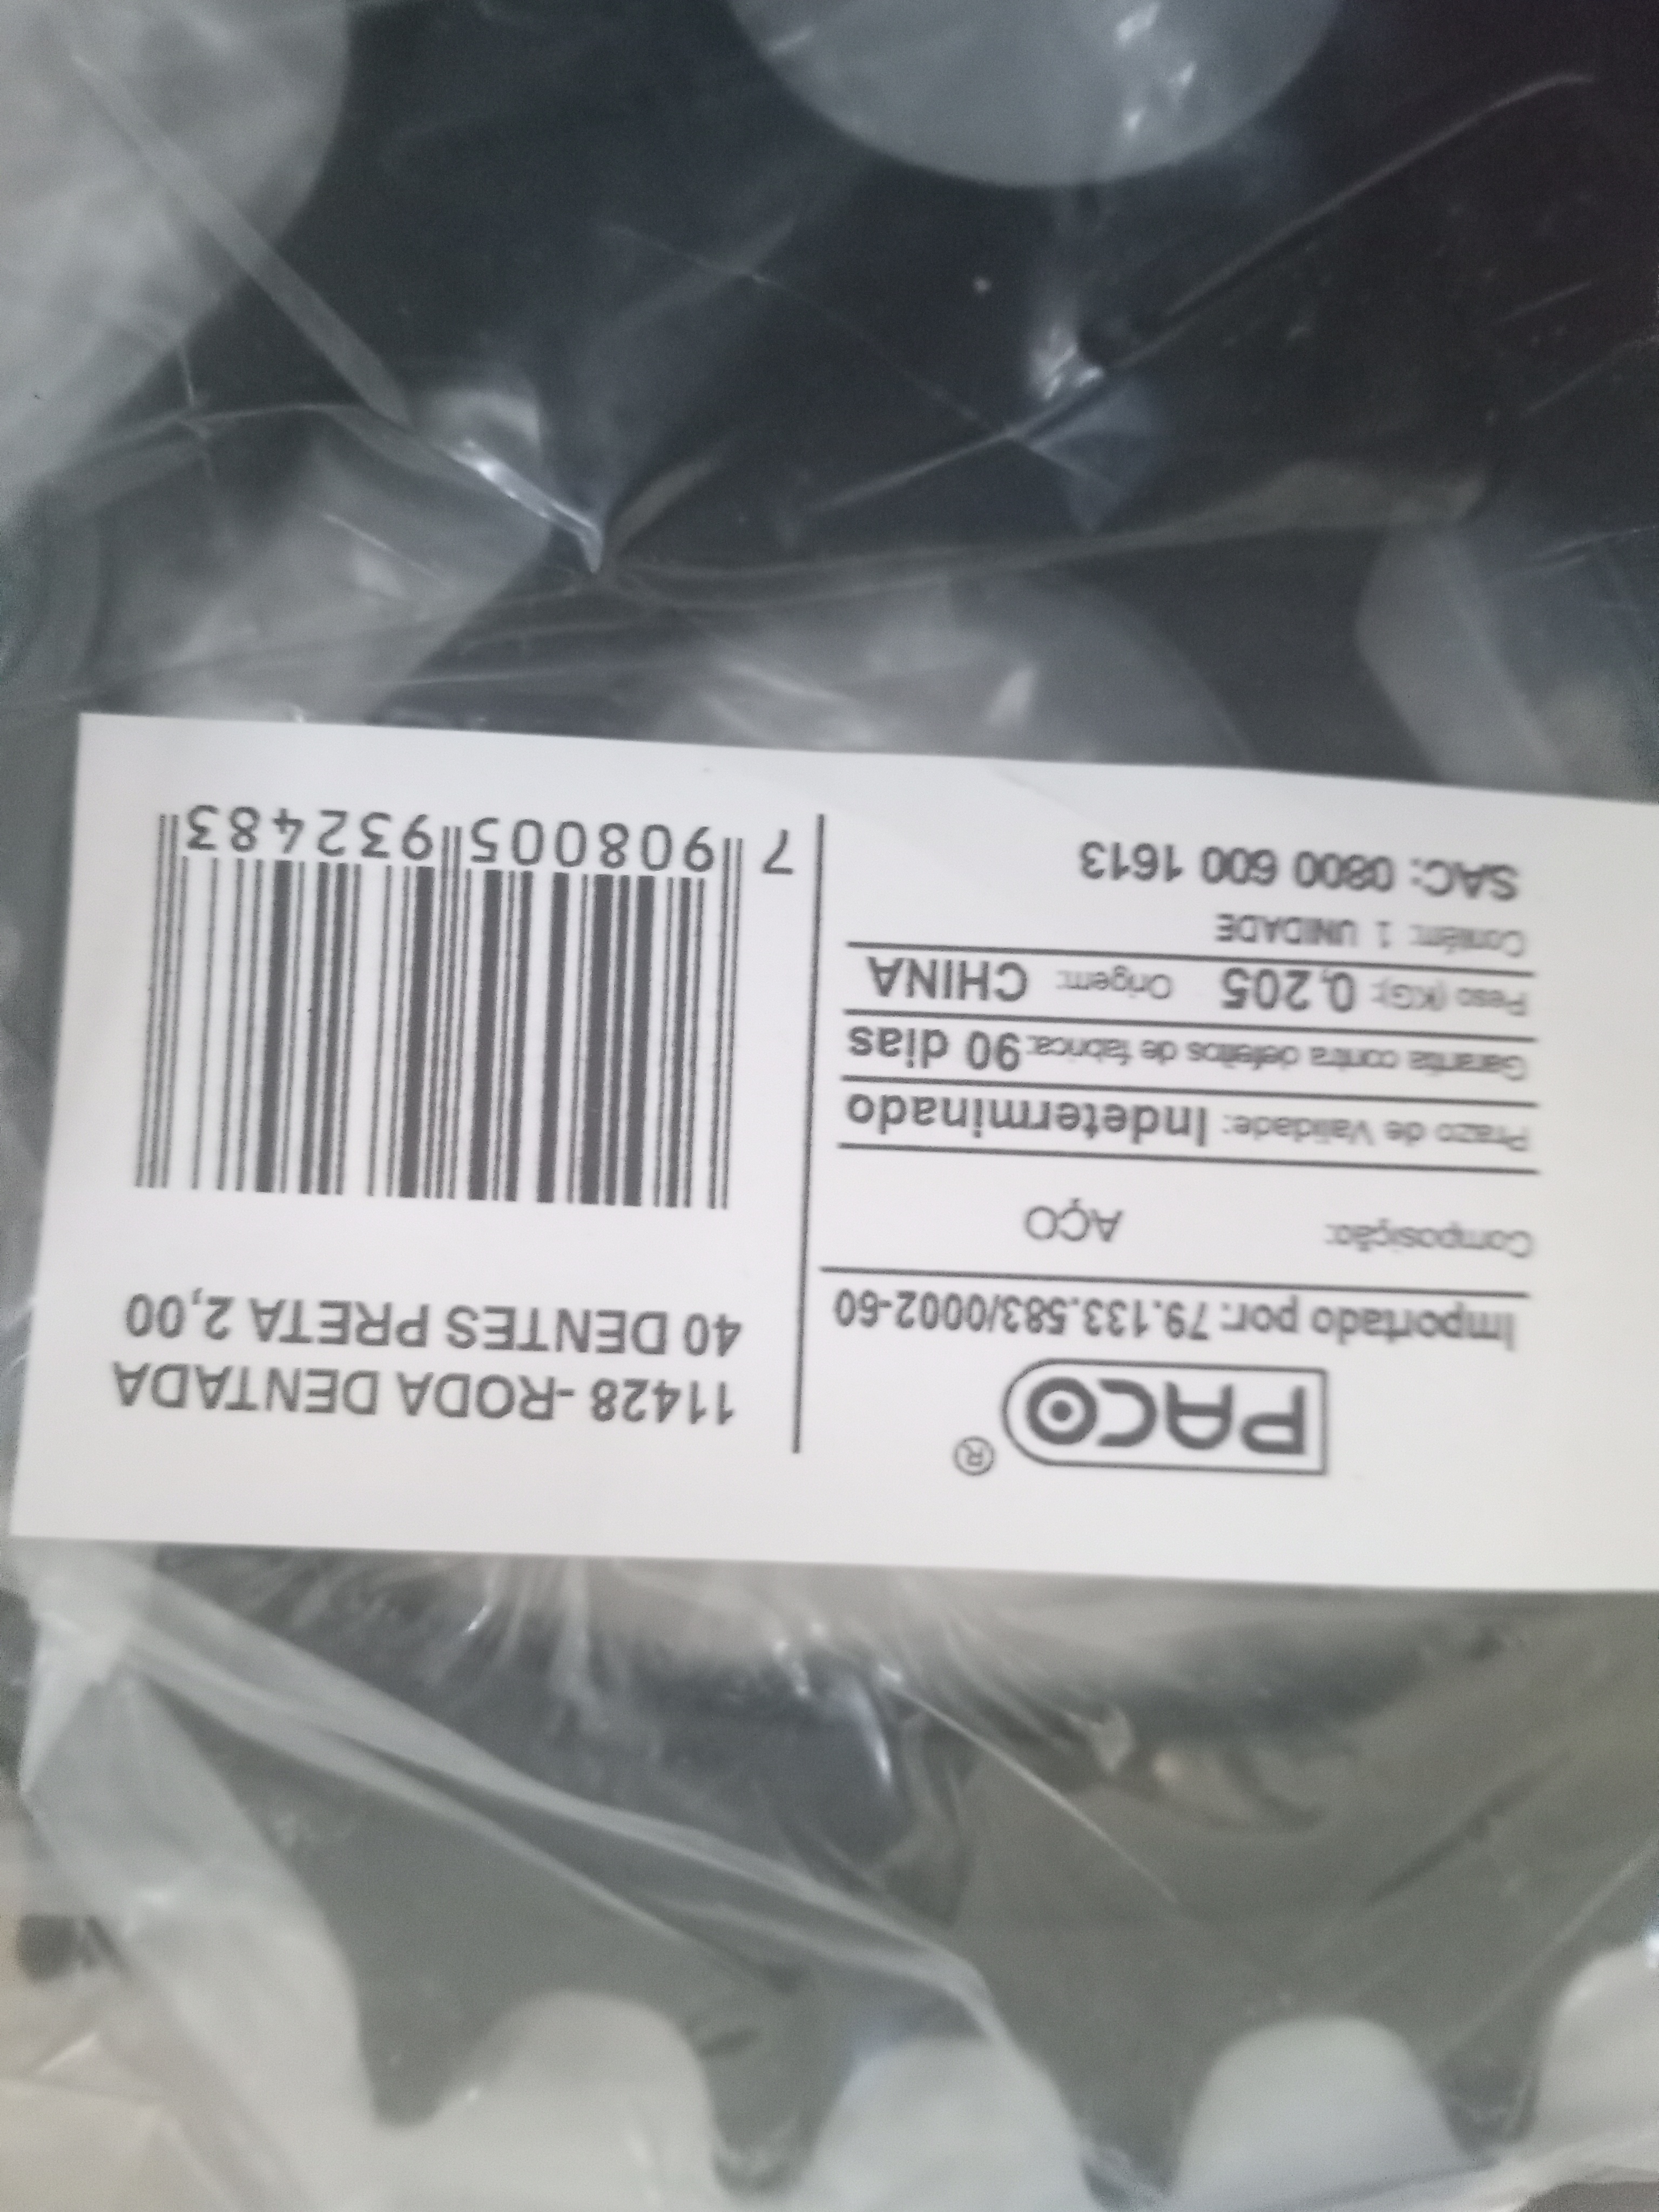 PACO®
Importado por: 79.133.583/0002-60
Composição: AÇO
Prazo de Validade: Indeterminado
Garantia contra defeitos de fabrica: 90 dias
Peso (KG): 0,205 Origem: CHINA
Contém: 1 UNIDADE
SAC: 0800 600 1613
11428 -RODA DENTADA
40 DENTES PRETA 2,00
7 908005 932483